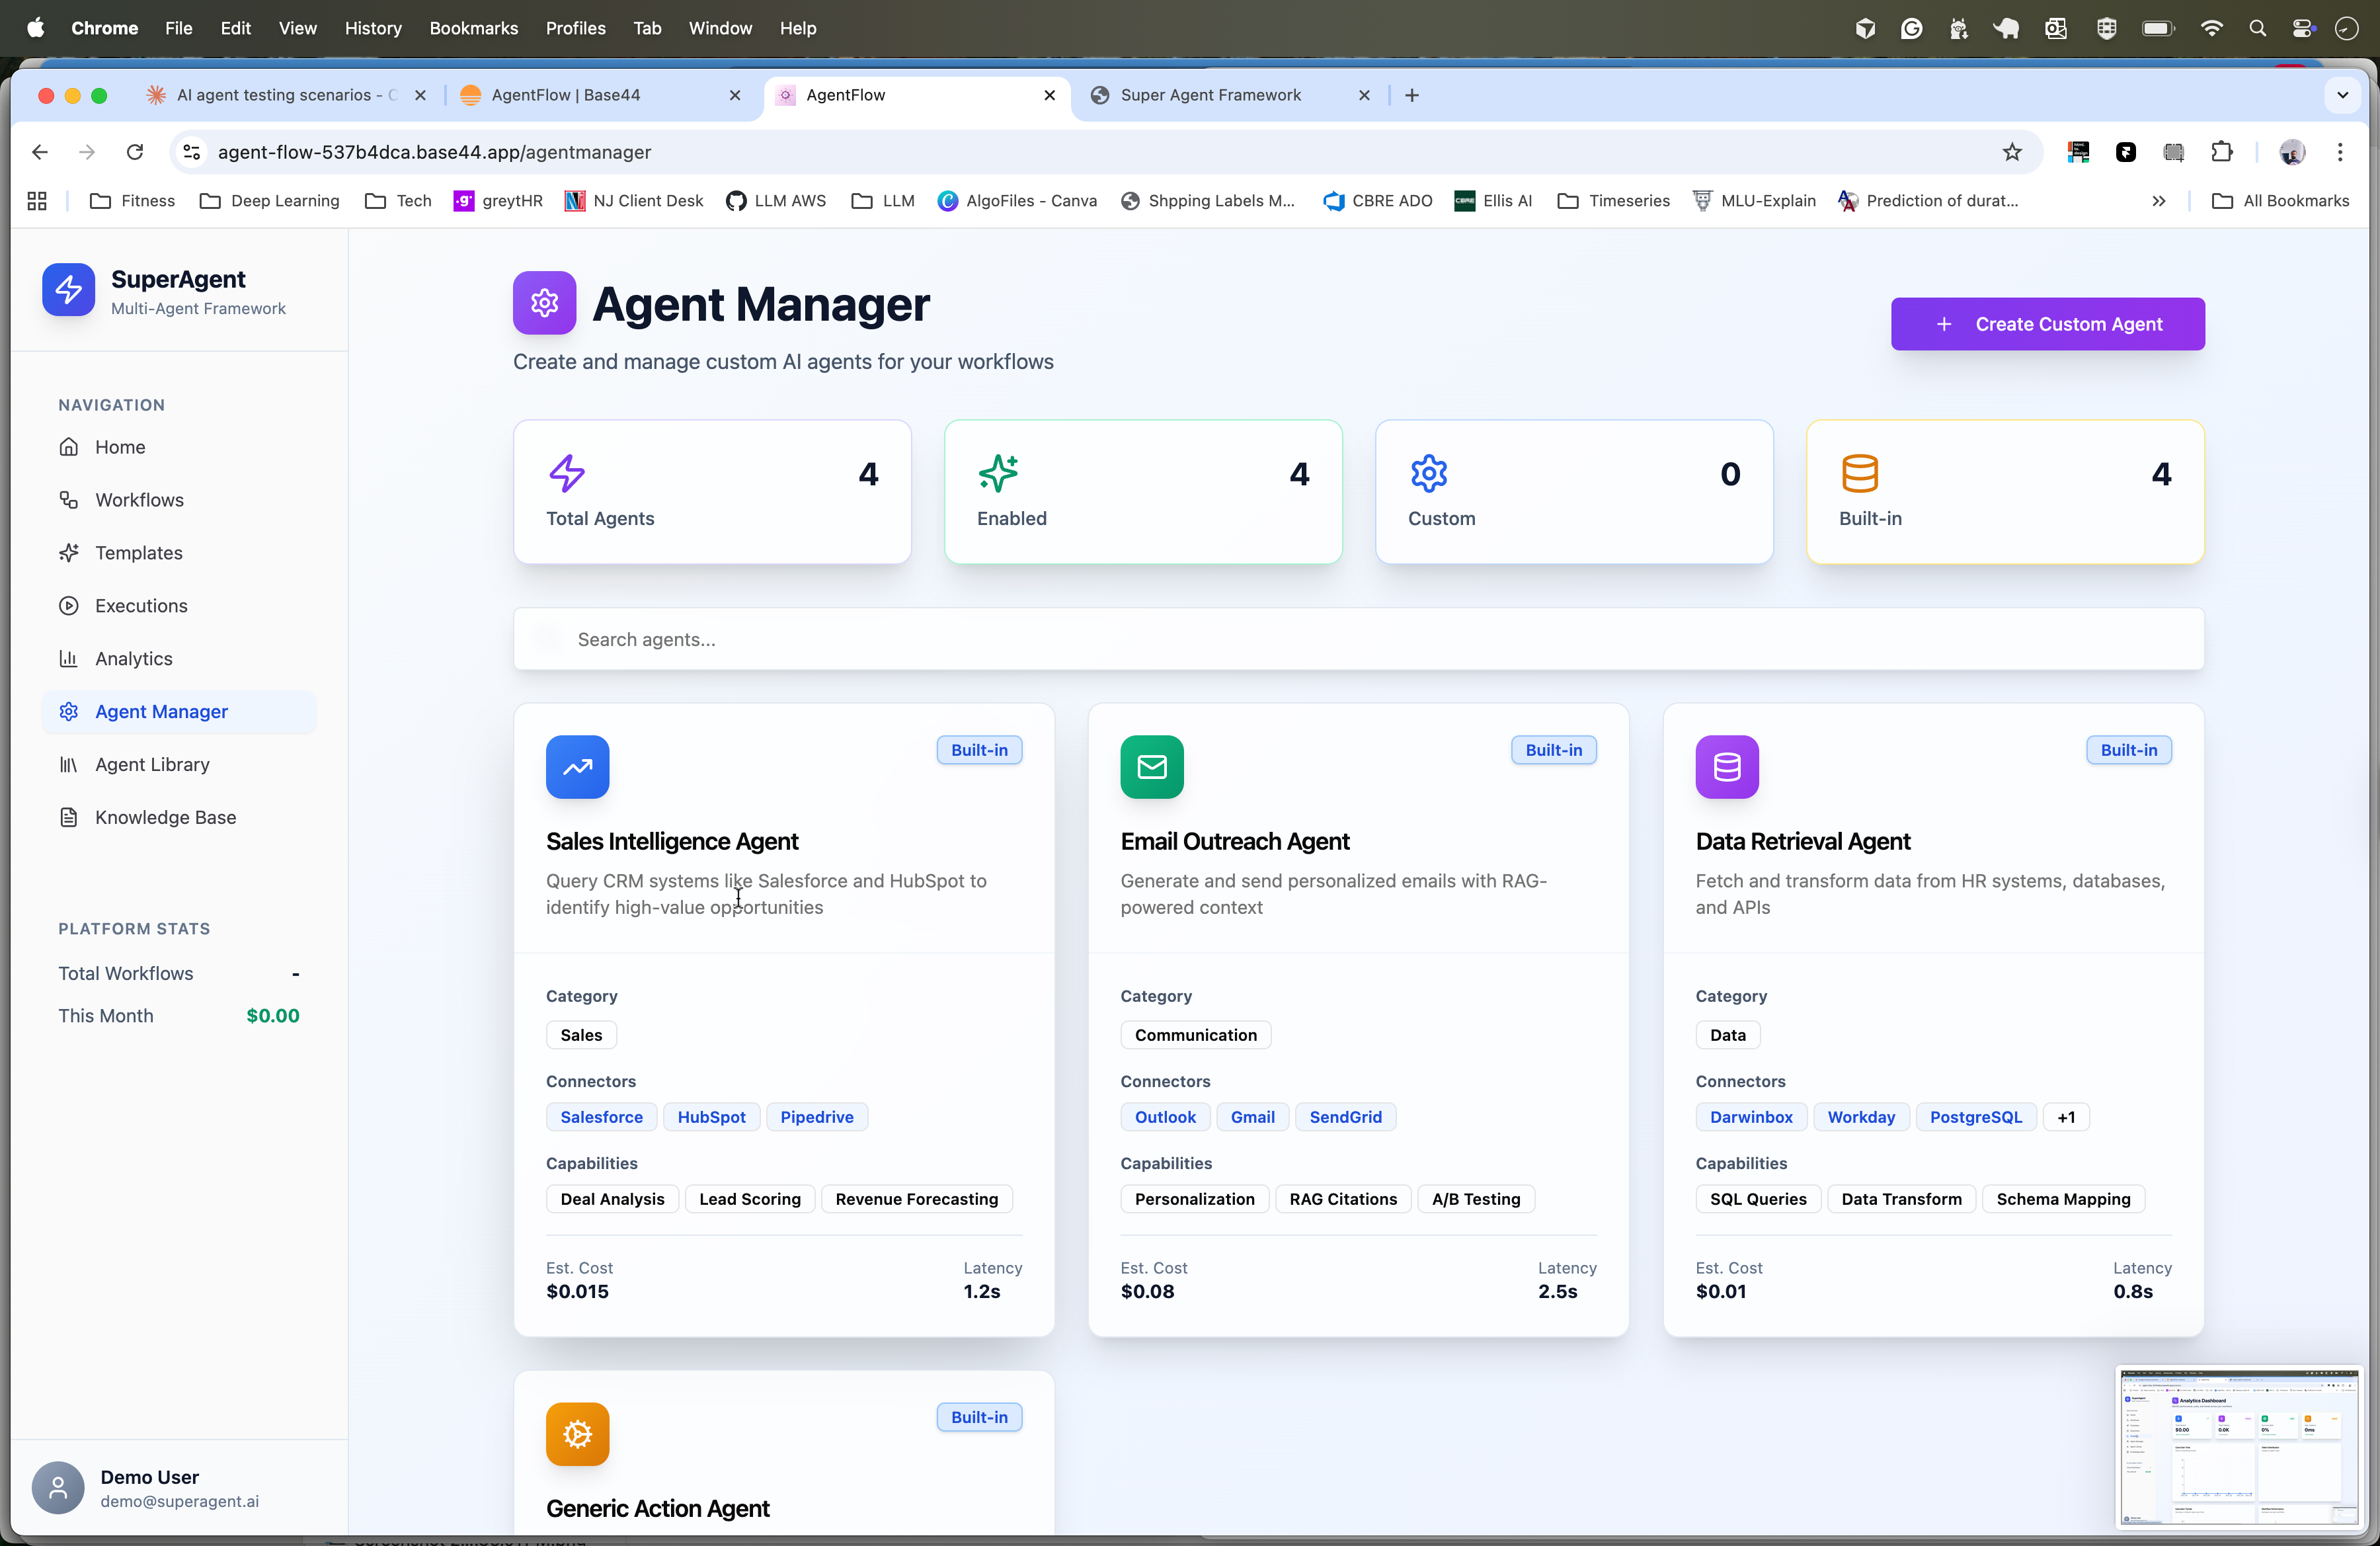 Chrome File Edit View History Bookmarks Profiles Tab Window Help
AI agent testing scenarios - C
AgentFlow | Base44
AgentFlow
Super Agent Framework
agent-flow-537b4dca.base44.app/agentmanager
Fitness
Deep Learning
Tech
greytHR
NJ Client Desk
LLM AWS
LLM
AlgoFiles - Canva
Shpping Labels M...
CBRE ADO
Ellis AI
Timeseries
MLU-Explain
Prediction of durat...
All Bookmarks
SuperAgent
Multi-Agent Framework
NAVIGATION
Home
Workflows
Templates
Executions
Analytics
Agent Manager
Agent Library
Knowledge Base
PLATFORM STATS
Total Workflows -
This Month $0.00
Demo User
demo@superagent.ai
Agent Manager
Create and manage custom AI agents for your workflows
+ Create Custom Agent
4
Total Agents
4
Enabled
0
Custom
4
Built-in
Search agents...
Built-in
Sales Intelligence Agent
Query CRM systems like Salesforce and HubSpot to
identify high-value opportunities
Category
Sales
Connectors
Salesforce HubSpot Pipedrive
Capabilities
Deal Analysis Lead Scoring Revenue Forecasting
Est. Cost Latency
$0.015 1.2s
Built-in
Email Outreach Agent
Generate and send personalized emails with RAG-
powered context
Category
Communication
Connectors
Outlook Gmail SendGrid
Capabilities
Personalization RAG Citations A/B Testing
Est. Cost Latency
$0.08 2.5s
Built-in
Data Retrieval Agent
Fetch and transform data from HR systems, databases,
and APIs
Category
Data
Connectors
Darwinbox Workday PostgreSQL +1
Capabilities
SQL Queries Data Transform Schema Mapping
Est. Cost Latency
$0.01 0.8s
Built-in
Generic Action Agent
Analytics Dashboard